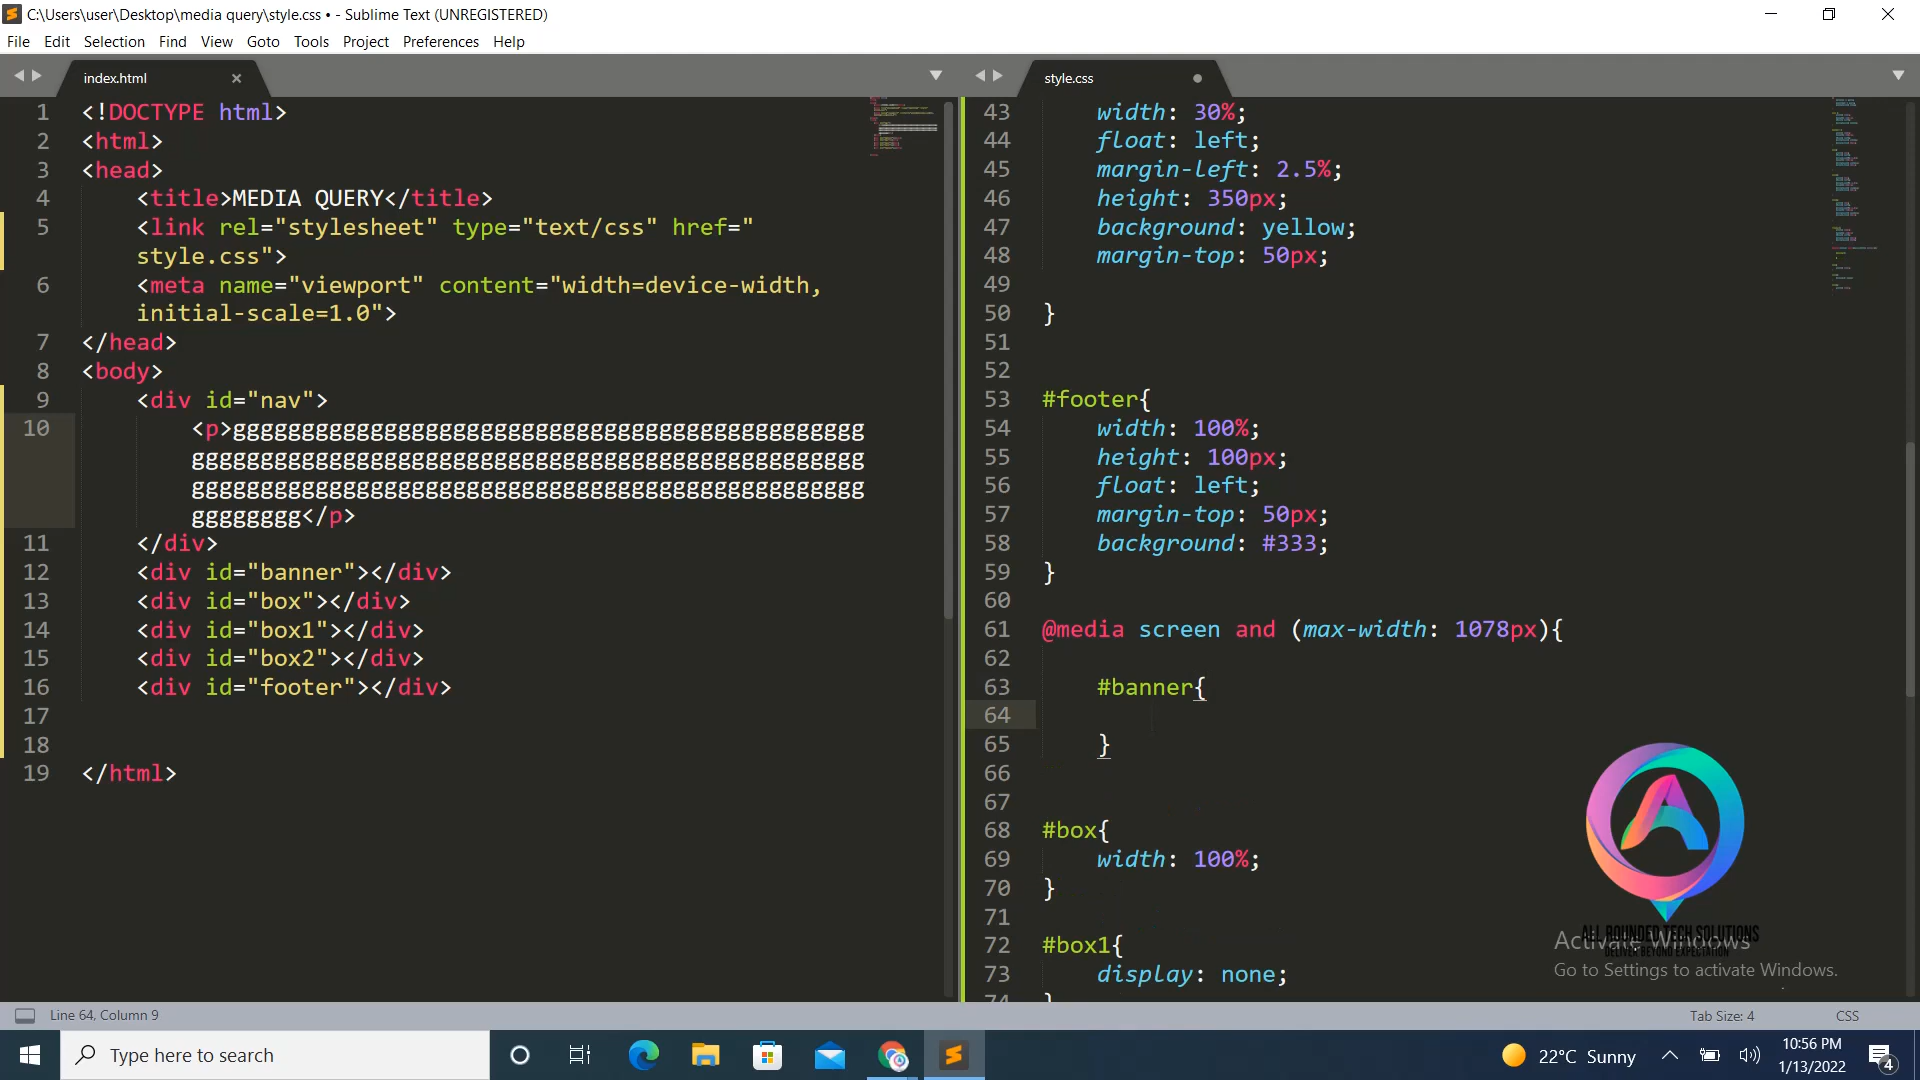 C:\Users\user\Desktop\media query\style.css • - Sublime Text (UNREGISTERED)
File Edit Selection Find View Goto Tools Project Preferences Help
index.html
1 <!DOCTYPE html>
2 <html>
3 <head>
4 <title>MEDIA QUERY</title>
5 <link rel="stylesheet" type="text/css" href="
style.css">
6 <meta name="viewport" content="width=device-width,
initial-scale=1.0">
7 </head>
8 <body>
9 <div id="nav">
10 <p>gggggggggggggggggggggggggggggggggggggggggggggg
ggggggggggggggggggggggggggggggggggggggggggggggggg
ggggggggggggggggggggggggggggggggggggggggggggggggg
gggggggg</p>
11 </div>
12 <div id="banner"></div>
13 <div id="box"></div>
14 <div id="box1"></div>
15 <div id="box2"></div>
16 <div id="footer"></div>
17
18
19 </html>
style.css
43 width: 30%;
44 float: left;
45 margin-left: 2.5%;
46 height: 350px;
47 background: yellow;
48 margin-top: 50px;
49
50 }
51
52
53 #footer{
54 width: 100%;
55 height: 100px;
56 float: left;
57 margin-top: 50px;
58 background: #333;
59 }
60
61 @media screen and (max-width: 1078px){
62
63 #banner{
64
65 }
66
67
68 #box{
69 width: 100%;
70 }
71
72 #box1{
73 display: none;
74 }
ALL ROUNDED TECH SOLUTIONS
DELIVER BEYOND EXPECTATION
Activate Windows
Go to Settings to activate Windows.
Line 64, Column 9
Tab Size: 4
CSS
Type here to search
22°C Sunny
10:56 PM
1/13/2022
4